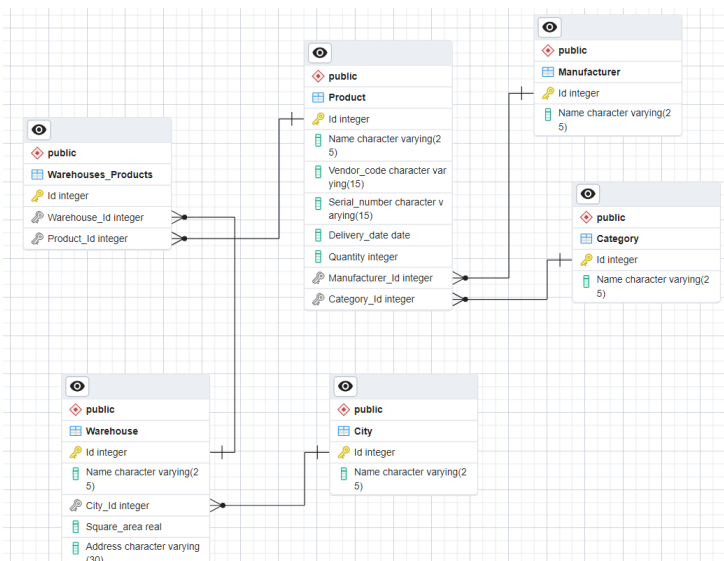 public
Manufacturer
Id integer
Name character varying(2
5)
public
Product
Id integer
Name character varying(2
5)
Vendor_code character var
ying(15)
Serial_number character v
arying(15)
Delivery_date date
Quantity integer
Manufacturer_Id integer
Category_Id integer
public
Warehouses_Products
Id integer
Warehouse_Id integer
Product_Id integer
public
Category
Id integer
Name character varying(2
5)
public
Warehouse
Id integer
Name character varying(2
5)
City_Id integer
Square_area real
Address character varying
(30)
public
City
Id integer
Name character varying(2
5)